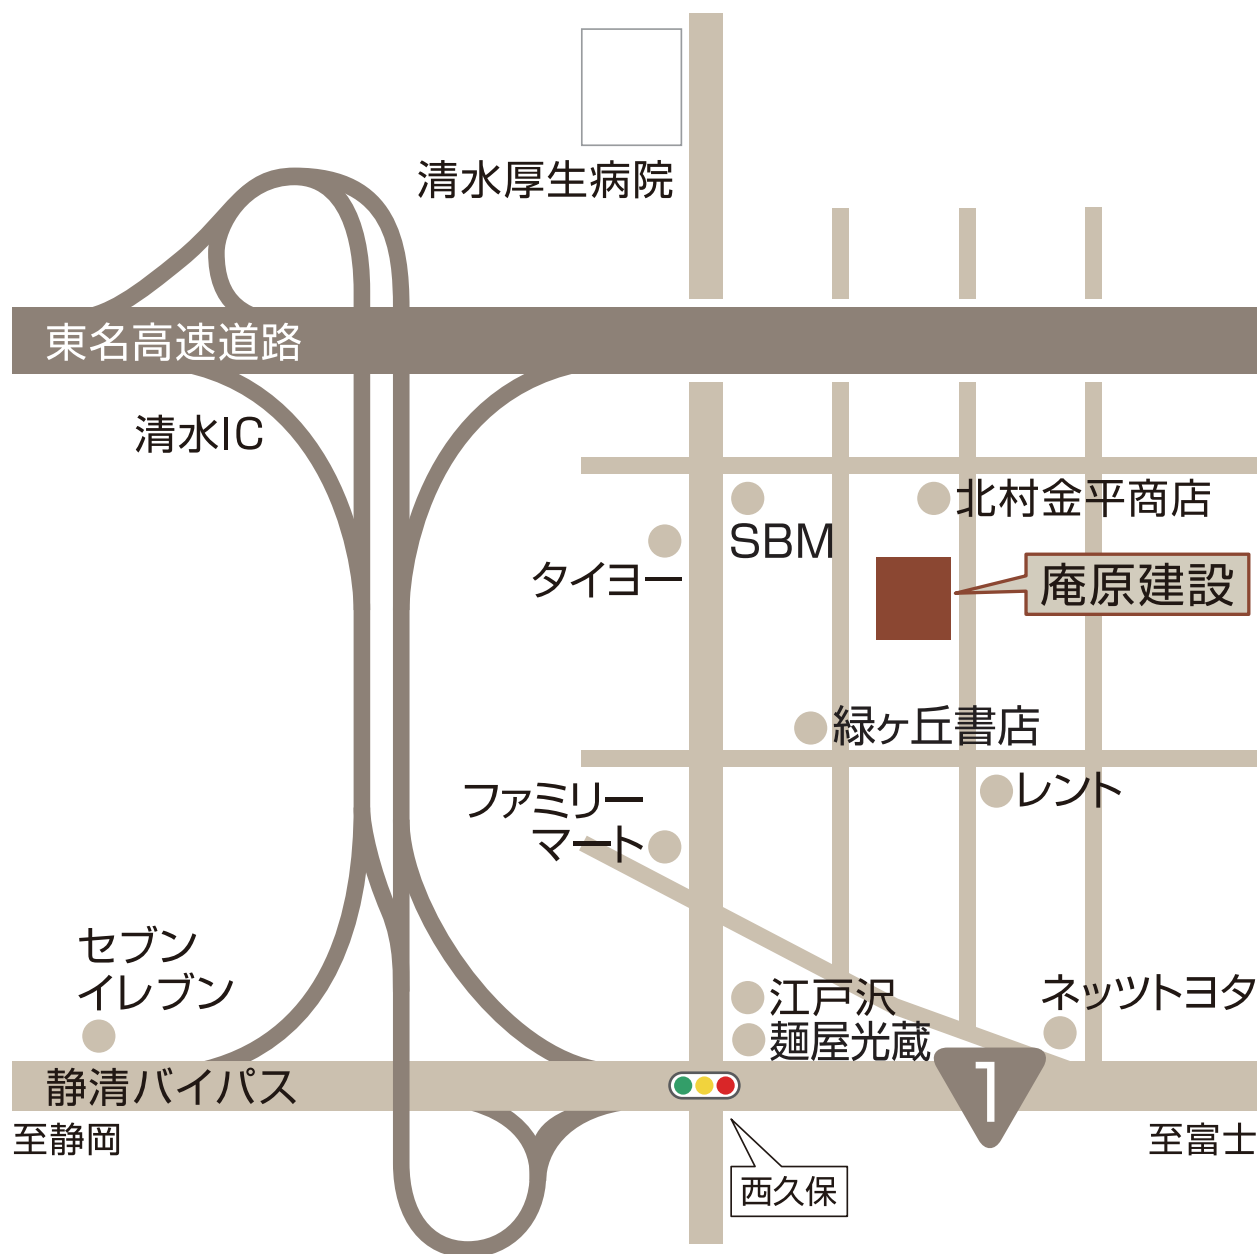 清水厚生病院
東名高速道路
清水IC
北村金平商店
SBM
タイヨー
庵原建設
緑ヶ丘書店
レント
ファミリー
マート
セブン
イレブン
江戸沢
ネッツトヨタ
麺屋光蔵
静清バイパス
1
至静岡
至富士
西久保